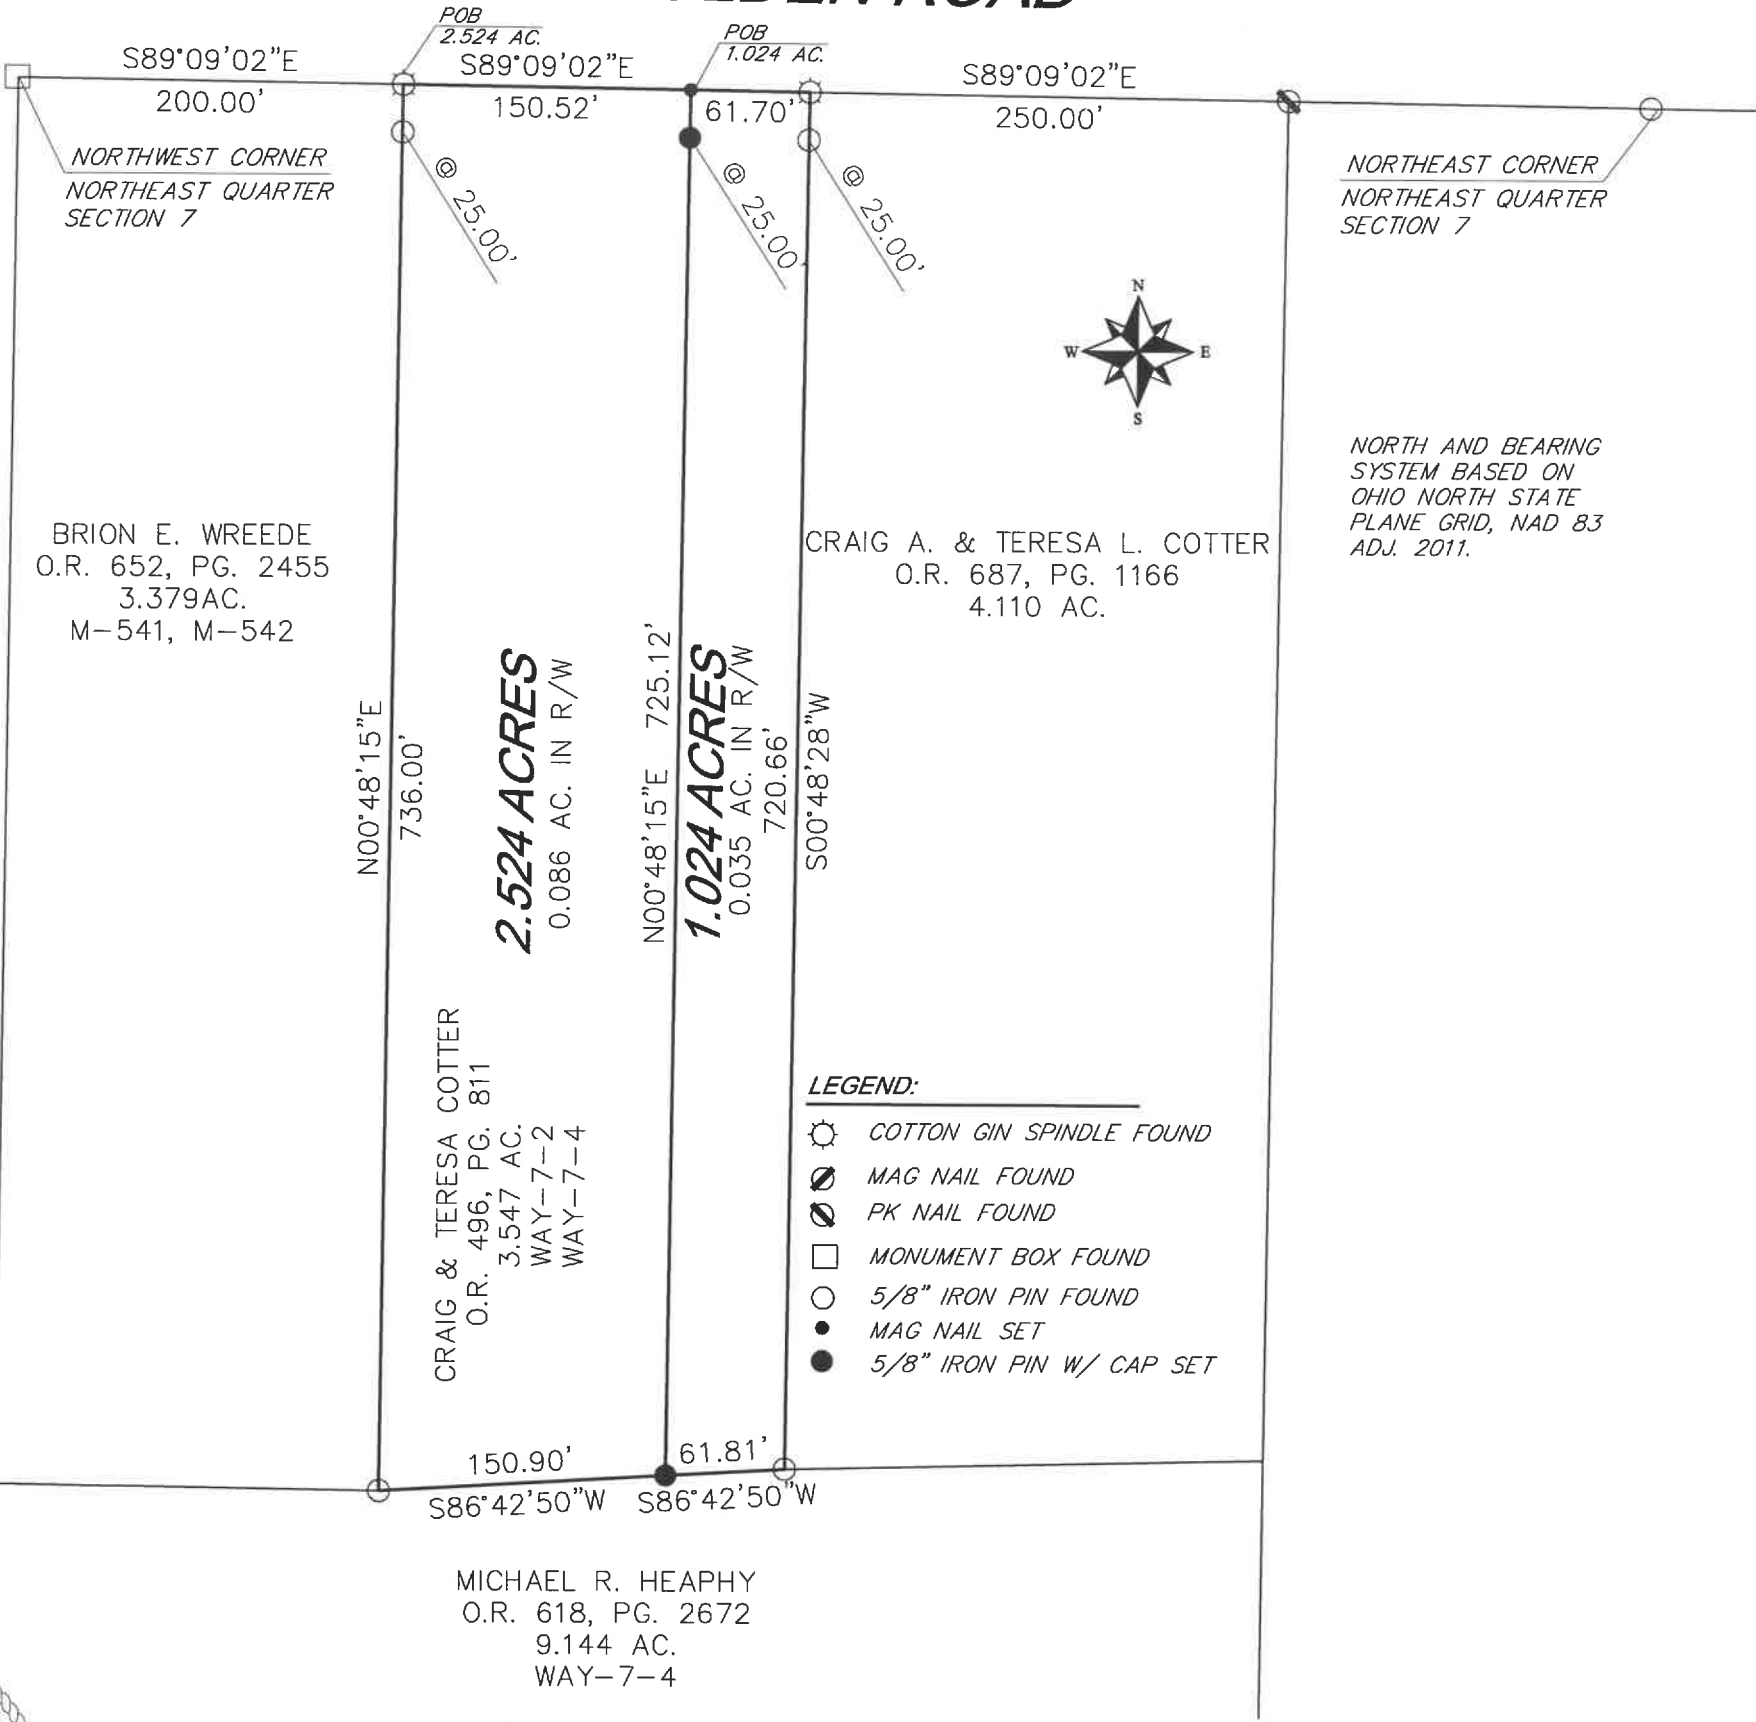 ROAD
POB
2.524 AC.
POB
1.024 AC.
S89°09'02"E
200.00'
S89°09'02"E
150.52'
61.70'
S89°09'02"E
250.00'
NORTHWEST CORNER
NORTHEAST QUARTER
SECTION 7
@ 25.00'
@ 25.00'
@ 25.00'
NORTHEAST CORNER
NORTHEAST QUARTER
SECTION 7
N
W E
S
NORTH AND BEARING
SYSTEM BASED ON
OHIO NORTH STATE
PLANE GRID, NAD 83
ADJ. 2011.
BRION E. WREEDE
O.R. 652, PG. 2455
3.379AC.
M-541, M-542
CRAIG A. & TERESA L. COTTER
O.R. 687, PG. 1166
4.110 AC.
N00°48'15"E
736.00'
2.524 ACRES
0.086 AC. IN R/W
N00°48'15"E 725.12'
1.024 ACRES
0.035 AC. IN R/W
720.66'
S00°48'28"W
CRAIG & TERESA COTTER
O.R. 496, PG. 811
3.547 AC.
WAY-7-2
WAY-7-4
LEGEND:
COTTON GIN SPINDLE FOUND
MAG NAIL FOUND
PK NAIL FOUND
MONUMENT BOX FOUND
5/8" IRON PIN FOUND
MAG NAIL SET
5/8" IRON PIN W/ CAP SET
150.90'
S86°42'50"W
61.81'
S86°42'50"W
MICHAEL R. HEAPHY
O.R. 618, PG. 2672
9.144 AC.
WAY-7-4